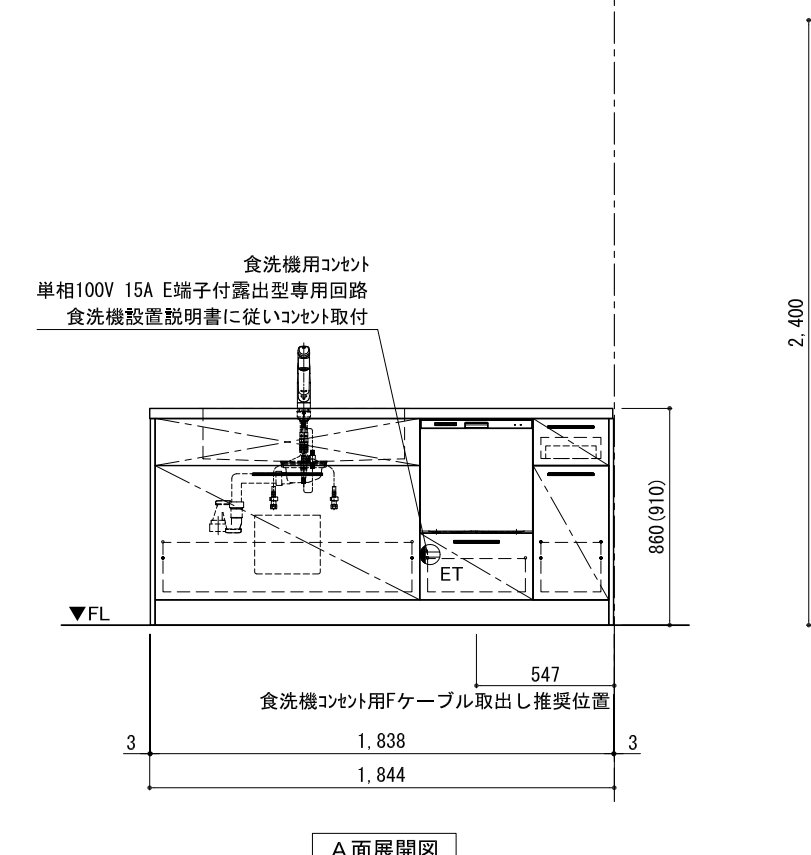 食洗機用ｺﾝｾﾝﾄ
単相100V 15A E端子付露出型専用回路
食洗機設置説明書に従いｺﾝｾﾝﾄ取付
2,400
860(910)
ET
▼FL
547
食洗機ｺﾝｾﾝﾄ用Fケーブル取出し推奨位置
3
1,838
3
1,844
A面展開図